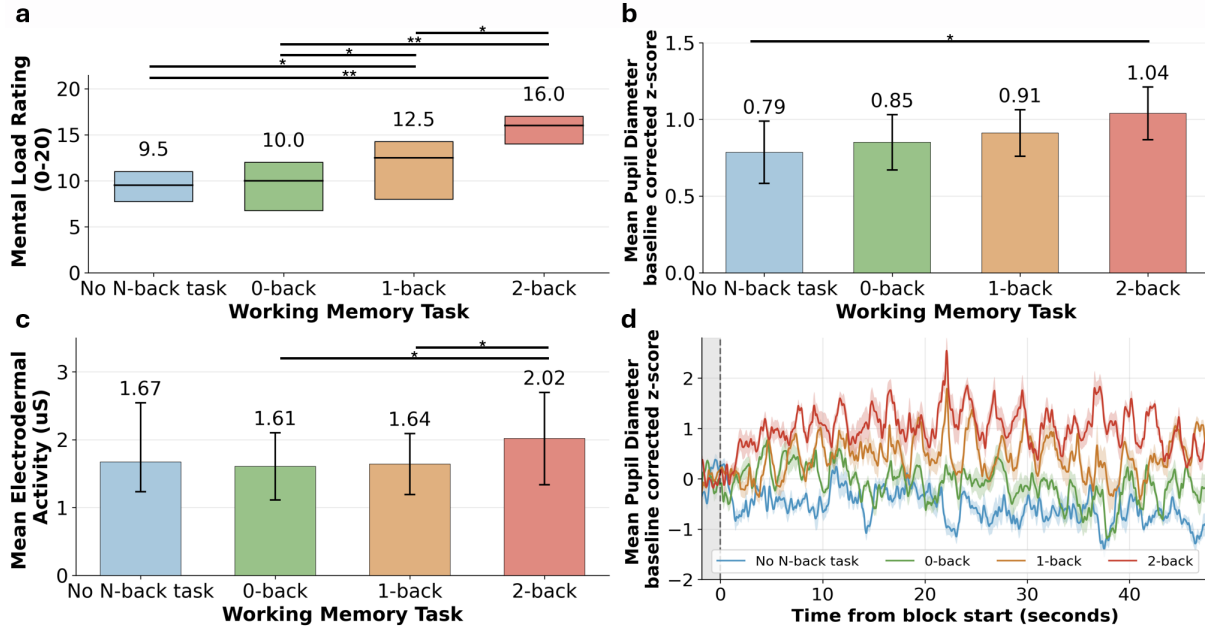 a
Mental Load Rating
(0-20)
20
15
10
5
0
*
**
*
*
**
9.5
10.0
12.5
16.0
No N-back task
0-back
1-back
2-back
Working Memory Task
b
Mean Pupil Diameter
baseline corrected z-score
1.5
1.0
0.5
0.0
*
0.79
0.85
0.91
1.04
No N-back task
0-back
1-back
2-back
Working Memory Task
c
Mean Electrodermal
Activity (uS)
3
2
1
0
*
*
1.67
1.61
1.64
2.02
No N-back task
0-back
1-back
2-back
Working Memory Task
d
Mean Pupil Diameter
baseline corrected z-score
2
1
0
−1
−2
No N-back task
0-back
1-back
2-back
0
10
20
30
40
Time from block start (seconds)